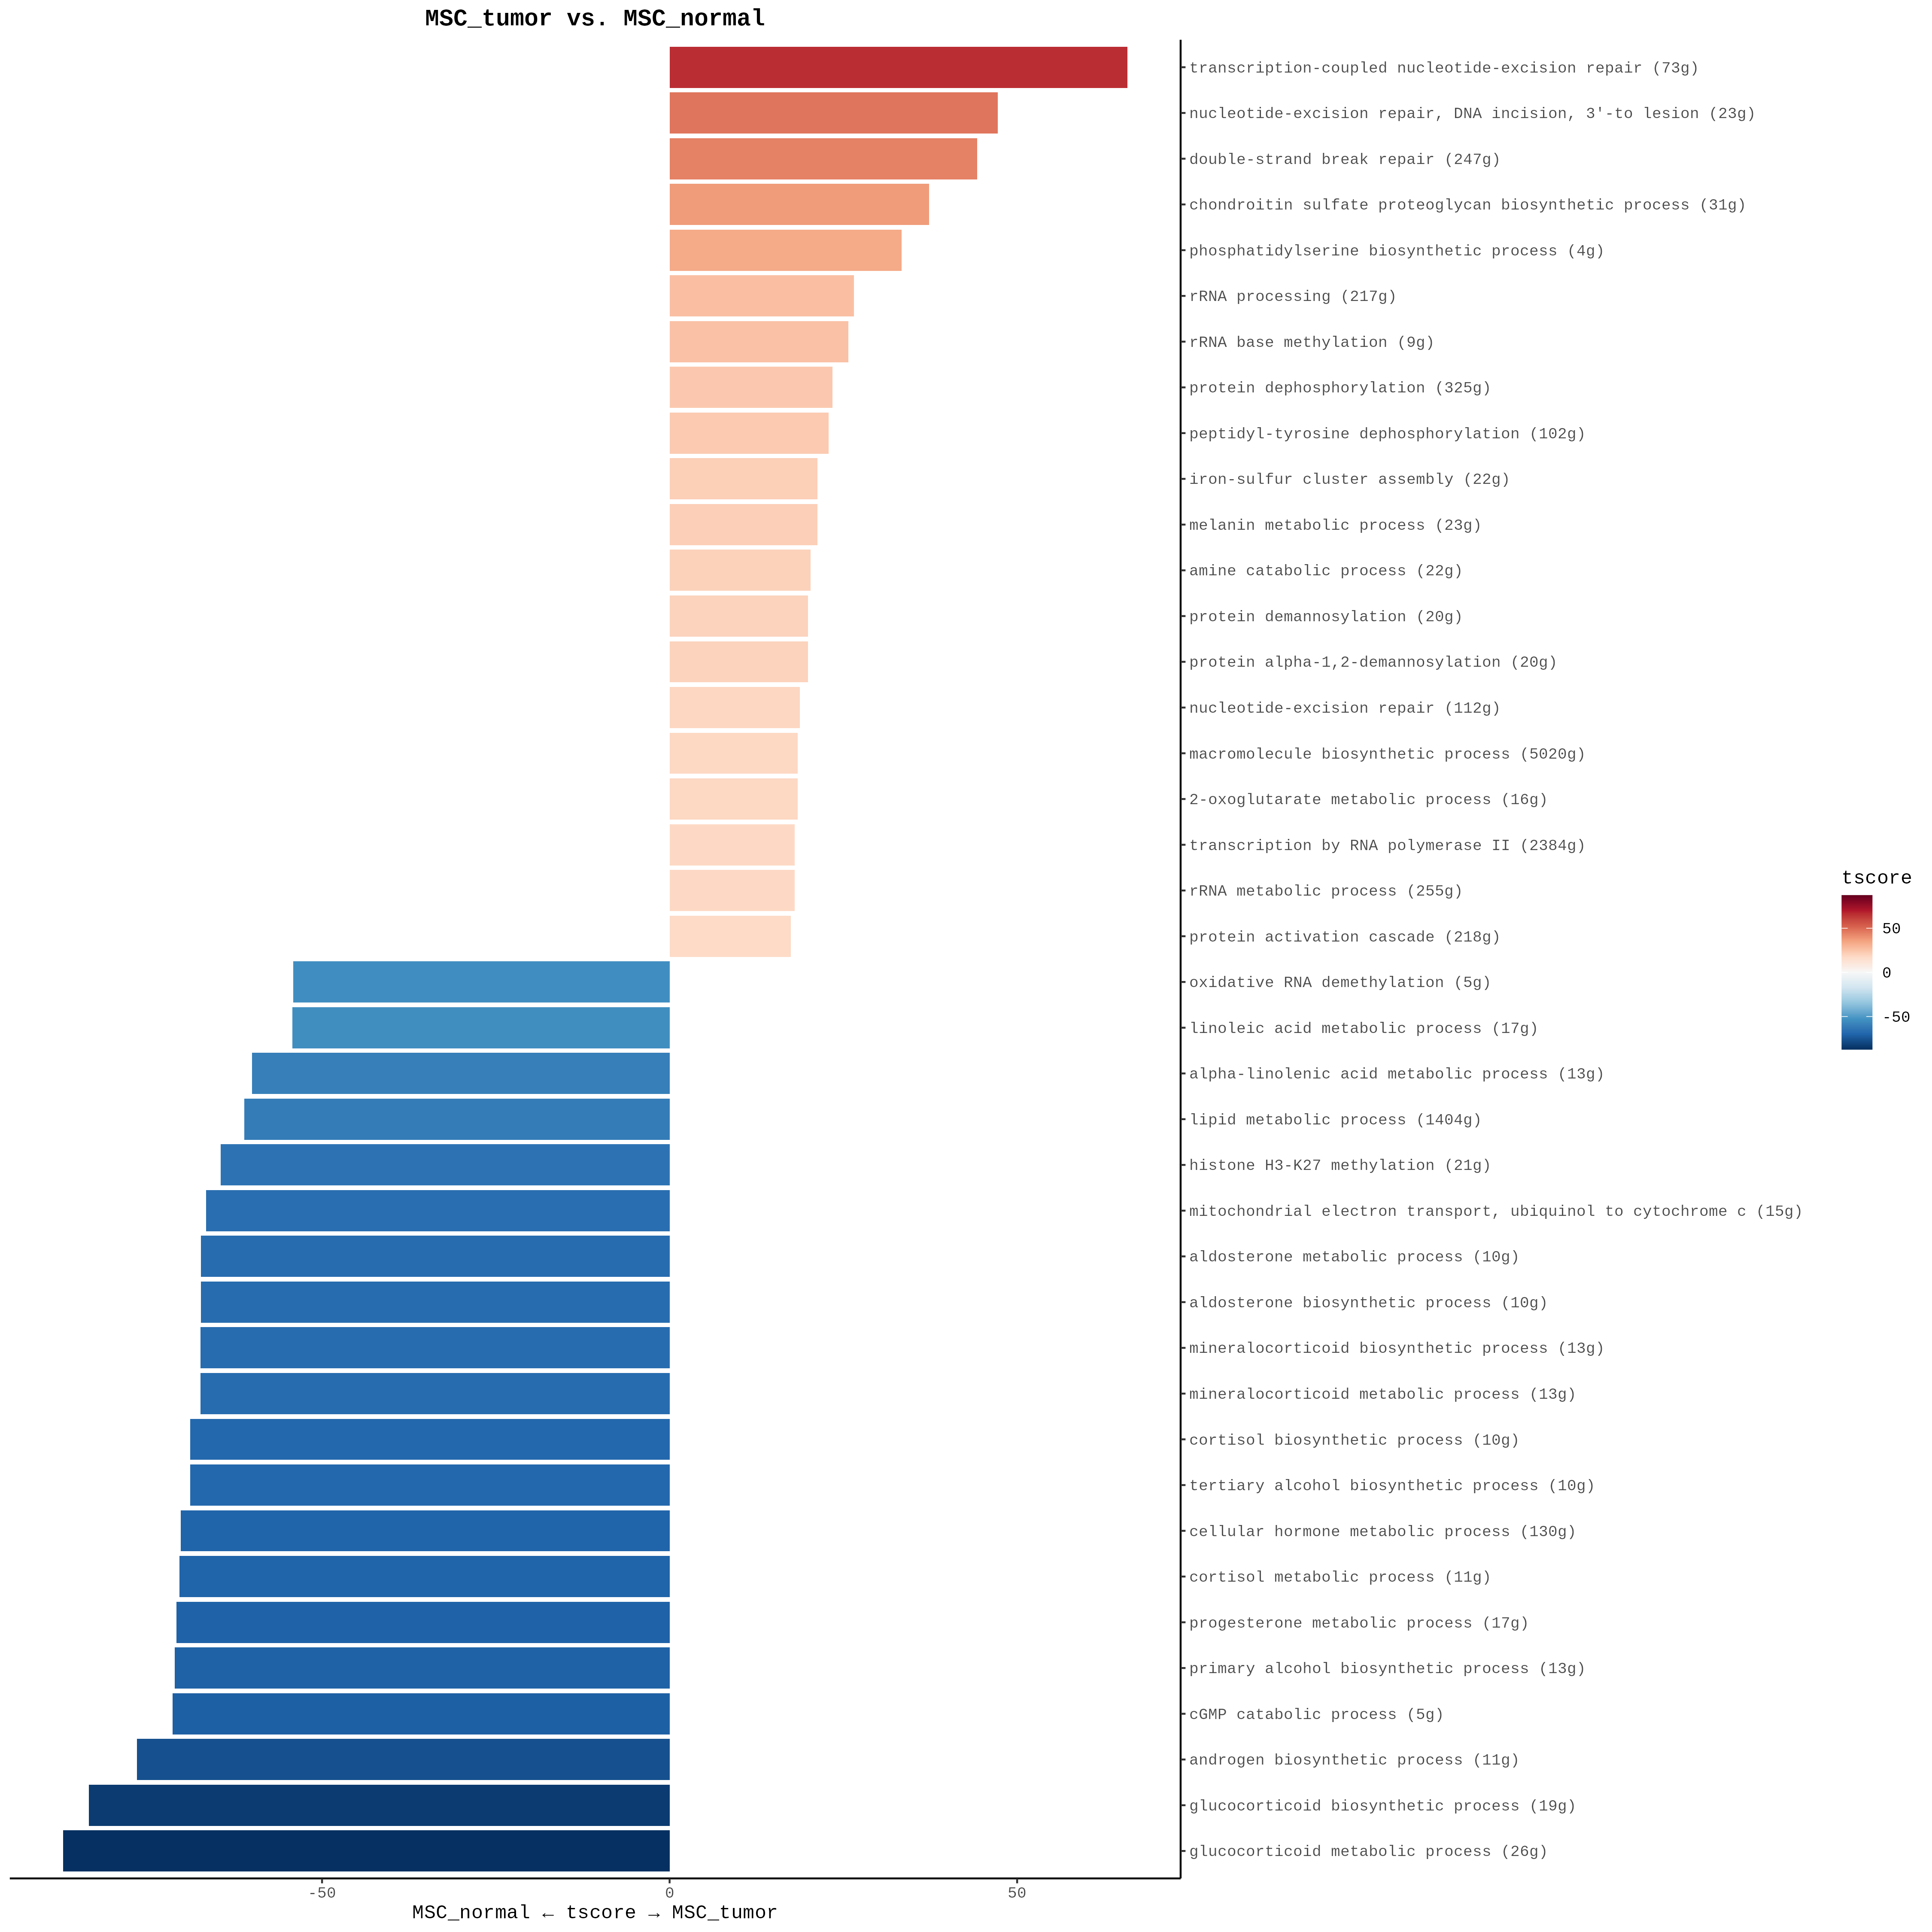 MSC_tumor vs. MSC_normal
transcription-coupled nucleotide-excision repair (73g)
nucleotide-excision repair, DNA incision, 3'-to lesion (23g)
double-strand break repair (247g)
chondroitin sulfate proteoglycan biosynthetic process (31g)
phosphatidylserine biosynthetic process (4g)
rRNA processing (217g)
rRNA base methylation (9g)
protein dephosphorylation (325g)
peptidyl-tyrosine dephosphorylation (102g)
iron-sulfur cluster assembly (22g)
melanin metabolic process (23g)
amine catabolic process (22g)
protein demannosylation (20g)
protein alpha-1,2-demannosylation (20g)
nucleotide-excision repair (112g)
macromolecule biosynthetic process (5020g)
2-oxoglutarate metabolic process (16g)
transcription by RNA polymerase II (2384g)
rRNA metabolic process (255g)
protein activation cascade (218g)
oxidative RNA demethylation (5g)
linoleic acid metabolic process (17g)
alpha-linolenic acid metabolic process (13g)
lipid metabolic process (1404g)
histone H3-K27 methylation (21g)
mitochondrial electron transport, ubiquinol to cytochrome c (15g)
aldosterone metabolic process (10g)
aldosterone biosynthetic process (10g)
mineralocorticoid biosynthetic process (13g)
mineralocorticoid metabolic process (13g)
cortisol biosynthetic process (10g)
tertiary alcohol biosynthetic process (10g)
cellular hormone metabolic process (130g)
cortisol metabolic process (11g)
progesterone metabolic process (17g)
primary alcohol biosynthetic process (13g)
cGMP catabolic process (5g)
androgen biosynthetic process (11g)
glucocorticoid biosynthetic process (19g)
glucocorticoid metabolic process (26g)
-50 0 50
MSC_normal ← tscore → MSC_tumor
tscore
50
0
-50